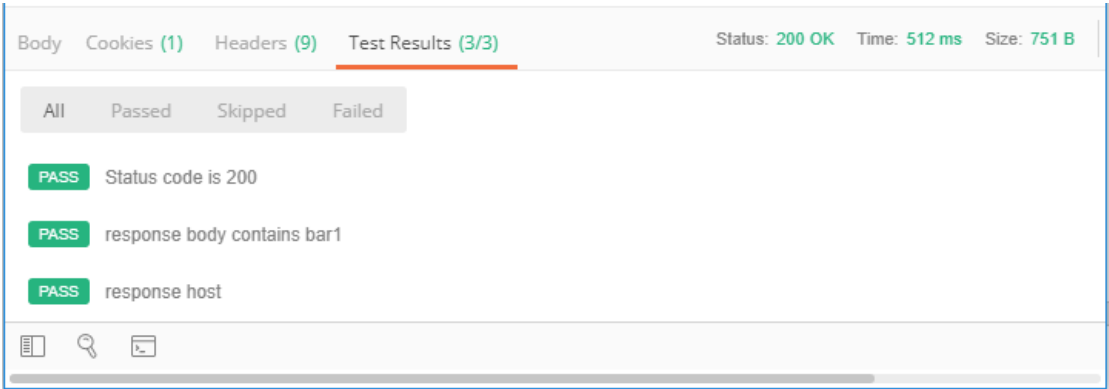 Body Cookies (1) Headers (9) Test Results (3/3) Status: 200 OK Time: 512 ms Size: 751 B
All Passed Skipped Failed
PASS Status code is 200
PASS response body contains bar1
PASS response host